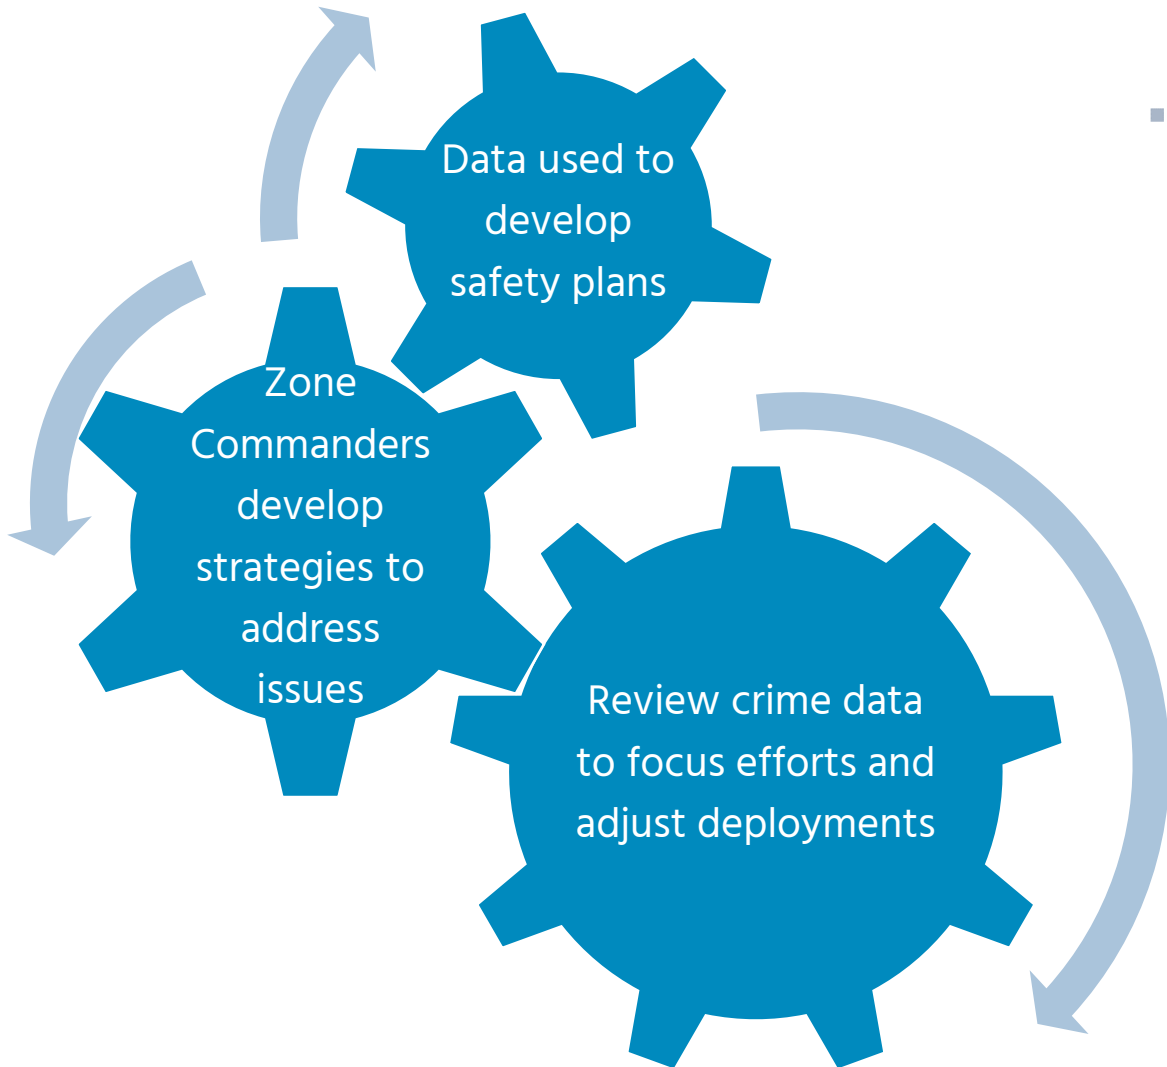 Data used to
develop
safety plans
Zone
Commanders
develop
strategies to
address
issues
Review crime data
to focus efforts and
adjust deployments